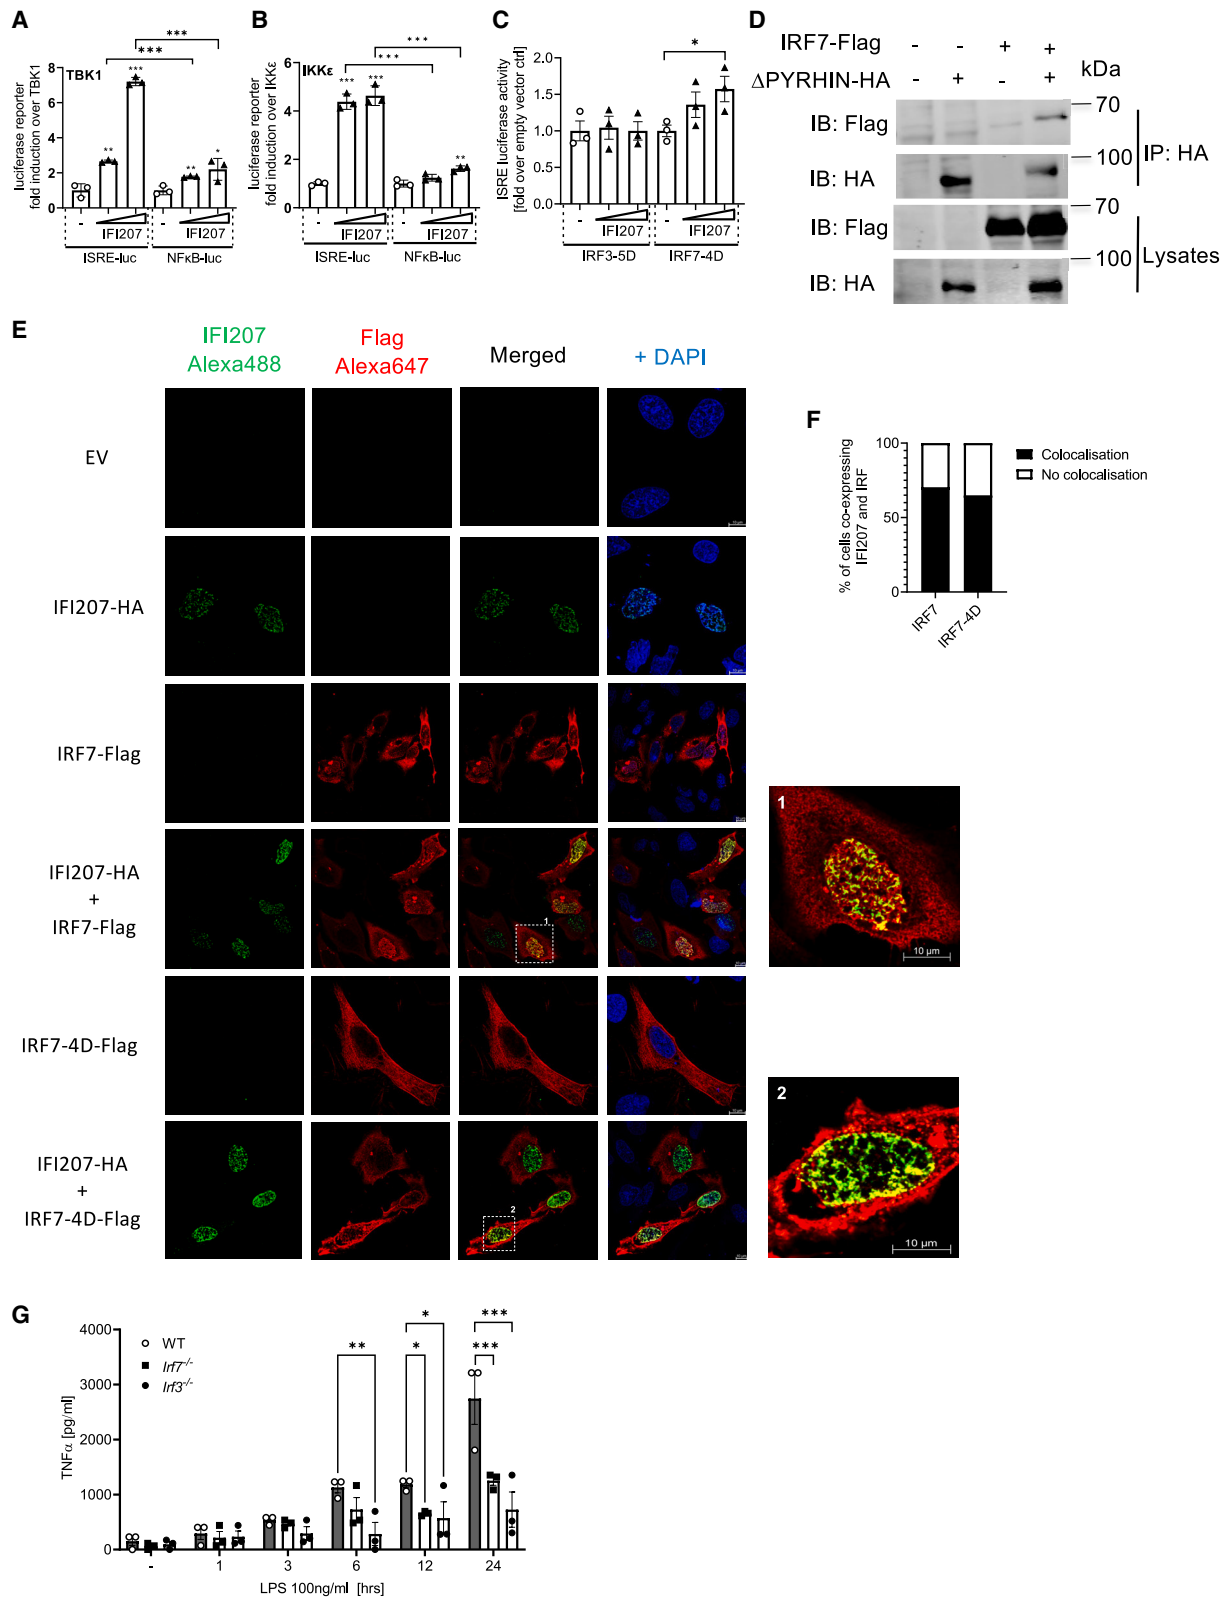 A
TBK1
luciferase reporter
fold induction over TBK1
0
2
4
6
8
***
***
**
***
**
*
-
IFI207
-
IFI207
ISRE-luc
NFκB-luc
B
IKKε
luciferase reporter
fold induction over IKKε
0
2
4
6
***
***
***
***
**
-
IFI207
-
IFI207
ISRE-luc
NFκB-luc
C
ISRE luciferase activity
[fold over empty vector ctrl]
0.0
0.5
1.0
1.5
2.0
*
-
IFI207
-
IFI207
IRF3-5D
IRF7-4D
D
IRF7-Flag - - + +
ΔPYRHIN-HA - + - +
kDa
IB: Flag
70
IB: HA
100
IP: HA
IB: Flag
70
IB: HA
100
Lysates
E
IFI207
Alexa488
Flag
Alexa647
Merged
+ DAPI
EV
IFI207-HA
IRF7-Flag
IFI207-HA
+
IRF7-Flag
1
IRF7-4D-Flag
IFI207-HA
+
IRF7-4D-Flag
2
1
10 μm
2
10 μm
F
% of cells co-expressing
IFI207 and IRF
0
50
100
Colocalisation
No colocalisation
IRF7
IRF7-4D
G
TNFα [pg/ml]
0
1000
2000
3000
4000
WT
Irf7-/-
Irf3-/-
**
*
*
***
***
-
1
3
6
12
24
LPS 100ng/ml [hrs]